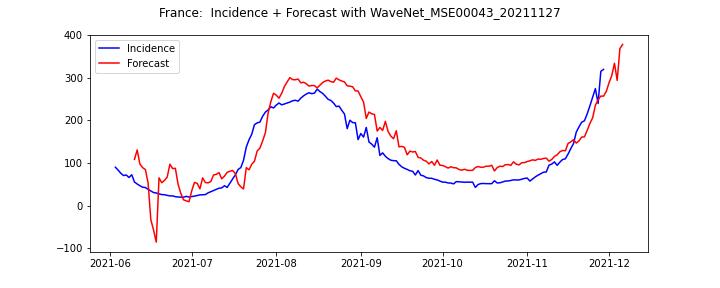 France:  Incidence + Forecast with WaveNet_MSE00043_20211127
Incidence
Forecast
400
300
200
100
0
−100
2021-06 2021-07 2021-08 2021-09 2021-10 2021-11 2021-12